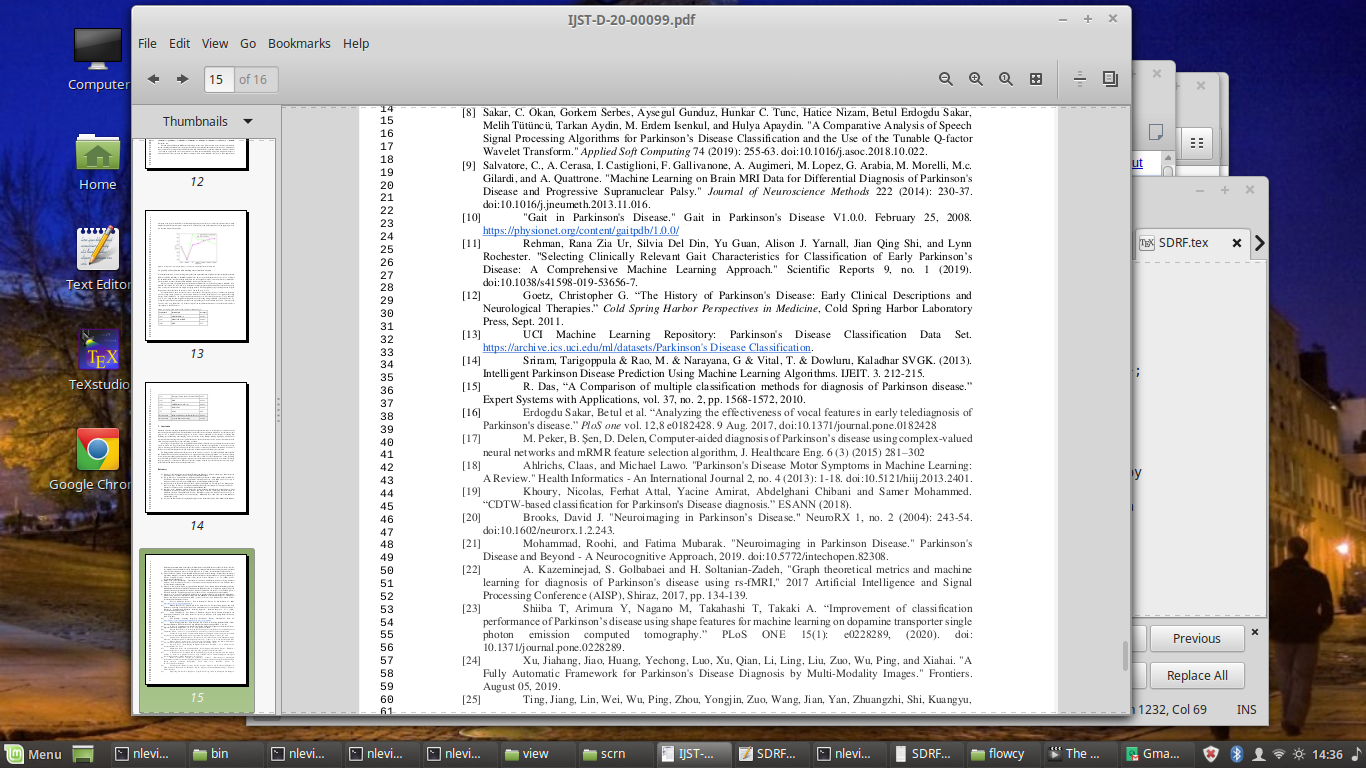 IJST-D-20-00099.pdf
File Edit View Go Bookmarks Help
15 of 16
Thumbnails
12
13
14
15
Computer
Home
Text Editor
TeXstudio
Google Chrom
14
15
16
17
18
19
20
21
22
23
24
25
26
27
28
29
30
31
32
33
34
35
36
37
38
39
40
41
42
43
44
45
46
47
48
49
50
51
52
53
54
55
56
57
58
59
60
61
[8] Sakar, C. Okan, Gorkem Serbes, Aysegul Gunduz, Hunkar C. Tunc, Hatice Nizam, Betul Erdogdu Sakar,
Melih Tütüncü, Tarkan Aydin, M. Erdem Isenkul, and Hulya Apaydin. "A Comparative Analysis of Speech
Signal Processing Algorithms for Parkinson's Disease Classification and the Use of the Tunable Q-factor
Wavelet Transform." Applied Soft Computing 74 (2019): 255-63. doi:10.1016/j.asoc.2018.10.022.
[9] Salvatore, C., A. Cerasa, I. Castiglioni, F. Gallivanone, A. Augimeri, M. Lopez, G. Arabia, M. Morelli, M.c.
Gilardi, and A. Quattrone. "Machine Learning on Brain MRI Data for Differential Diagnosis of Parkinson's
Disease and Progressive Supranuclear Palsy." Journal of Neuroscience Methods 222 (2014): 230-37.
doi:10.1016/j.jneumeth.2013.11.016.
[10] "Gait in Parkinson's Disease." Gait in Parkinson's Disease V1.0.0. February 25, 2008.
https://physionet.org/content/gaitpdb/1.0.0/
[11] Rehman, Rana Zia Ur, Silvia Del Din, Yu Guan, Alison J. Yarnall, Jian Qing Shi, and Lynn
Rochester. "Selecting Clinically Relevant Gait Characteristics for Classification of Early Parkinson's
Disease: A Comprehensive Machine Learning Approach." Scientific Reports 9, no. 1 (2019).
doi:10.1038/s41598-019-53656-7.
[12] Goetz, Christopher G. “The History of Parkinson's Disease: Early Clinical Descriptions and
Neurological Therapies.” Cold Spring Harbor Perspectives in Medicine, Cold Spring Harbor Laboratory
Press, Sept. 2011.
[13] UCI Machine Learning Repository: Parkinson's Disease Classification Data Set.
https://archive.ics.uci.edu/ml/datasets/Parkinson's Disease Classification.
[14] Sriram, Tarigoppula & Rao, M. & Narayana, G & Vital, T. & Dowluru, Kaladhar SVGK. (2013).
Intelligent Parkinson Disease Prediction Using Machine Learning Algorithms. IJEIT. 3. 212-215.
[15] R. Das, “A Comparison of multiple classification methods for diagnosis of Parkinson disease.”
Expert Systems with Applications, vol. 37, no. 2, pp. 1568-1572, 2010.
[16] Erdogdu Sakar, Betul et al. “Analyzing the effectiveness of vocal features in early telediagnosis of
Parkinson's disease.” PloS one vol. 12,8 e0182428. 9 Aug. 2017, doi:10.1371/journal.pone.0182428
[17] M. Peker, B. Şen, D. Delen, Computer-aided diagnosis of Parkinson's disease using complex-valued
neural networks and mRMR feature selection algorithm, J. Healthcare Eng. 6 (3) (2015) 281–302
[18] Ahlrichs, Claas, and Michael Lawo. "Parkinson's Disease Motor Symptoms in Machine Learning:
A Review." Health Informatics - An International Journal 2, no. 4 (2013): 1-18. doi:10.5121/hiij.2013.2401.
[19] Khoury, Nicolas, Ferhat Attal, Yacine Amirat, Abdelghani Chibani and Samer Mohammed.
“CDTW-based classification for Parkinson's Disease diagnosis.” ESANN (2018).
[20] Brooks, David J. "Neuroimaging in Parkinson's Disease." NeuroRX 1, no. 2 (2004): 243-54.
doi:10.1602/neurorx.1.2.243.
[21] Mohammad, Roohi, and Fatima Mubarak. "Neuroimaging in Parkinson Disease." Parkinson's
Disease and Beyond - A Neurocognitive Approach, 2019. doi:10.5772/intechopen.82308.
[22] A. Kazeminejad, S. Golbabaei and H. Soltanian-Zadeh, "Graph theoretical metrics and machine
learning for diagnosis of Parkinson's disease using rs-fMRI," 2017 Artificial Intelligence and Signal
Processing Conference (AISP), Shiraz, 2017, pp. 134-139.
[23] Shiiba T, Arimura Y, Nagano M, Takahashi T, Takaki A. “Improvement of classification
performance of Parkinson's disease using shape features for machine learning on dopamine transporter single
photon emission computed tomography.” PLoS ONE 15(1): e0228289. (2020). doi:
10.1371/journal.pone.0228289.
[24] Xu, Jiahang, Jiao, Huang, Yechong, Luo, Xu, Qian, Li, Ling, Liu, Zuo, Wu, Ping, and Xiahai. "A
Fully Automatic Framework for Parkinson's Disease Diagnosis by Multi-Modality Images." Frontiers.
August 05, 2019.
[25] Ting, Jiang, Lin, Wei, Wu, Ping, Zhou, Yongjin, Zuo, Wang, Jian, Yan, Zhuangzhi, Shi, Kuangyu,
ut
SDRF.tex
;
by
Previous
Replace All
n 1232, Col 69 INS
Menu nlevi... bin nlevi... nlevi... nlevi... view scrn IJST-... SDRF... nlevi... SDRF... flowcy The ... Gma... 14:36